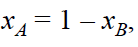 x_A = 1 − x_B,